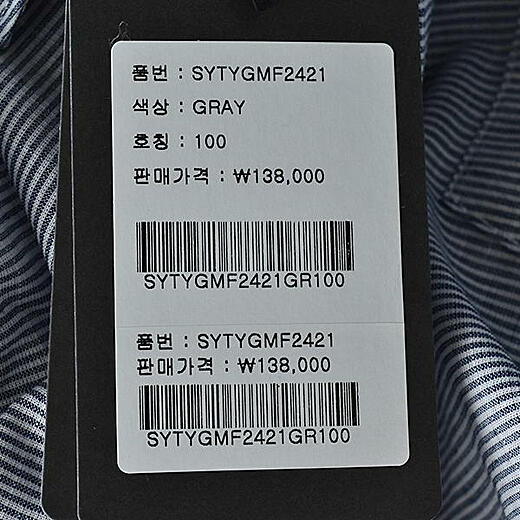 품번 : SYTYGMF2421
색상 : GRAY
호칭 : 100
판매가격 : ₩138,000
SYTYGMF2421GR100
품번 : SYTYGMF2421
판매가격 : ₩138,000
SYTYGMF2421GR100